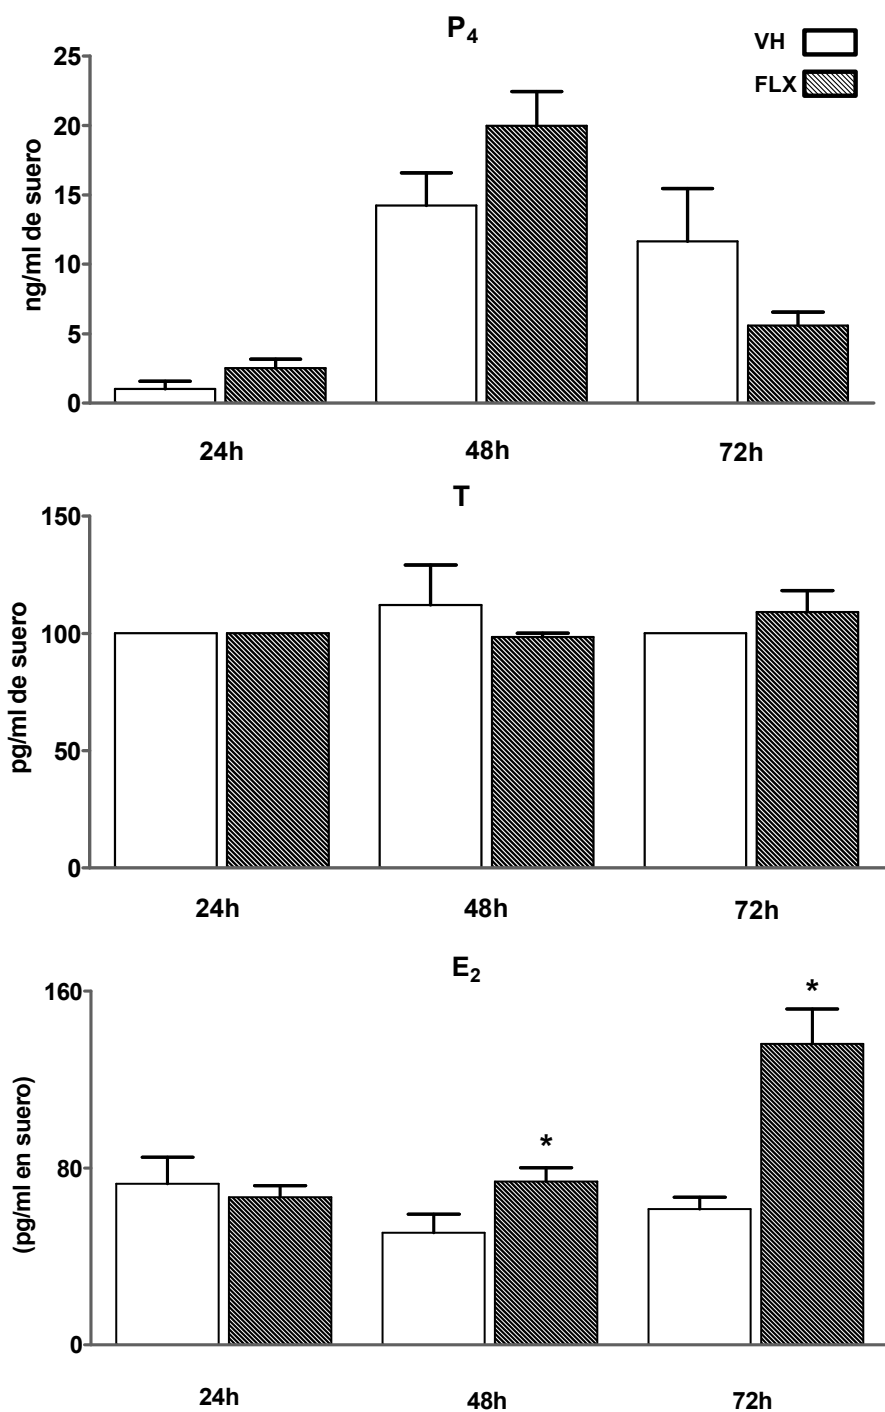 P4
VH
FLX
ng/ml de suero
25
20
15
10
5
0
24h
48h
72h
T
pg/ml de suero
150
100
50
0
24h
48h
72h
E2
(pg/ml en suero)
160
80
0
*
*
24h
48h
72h